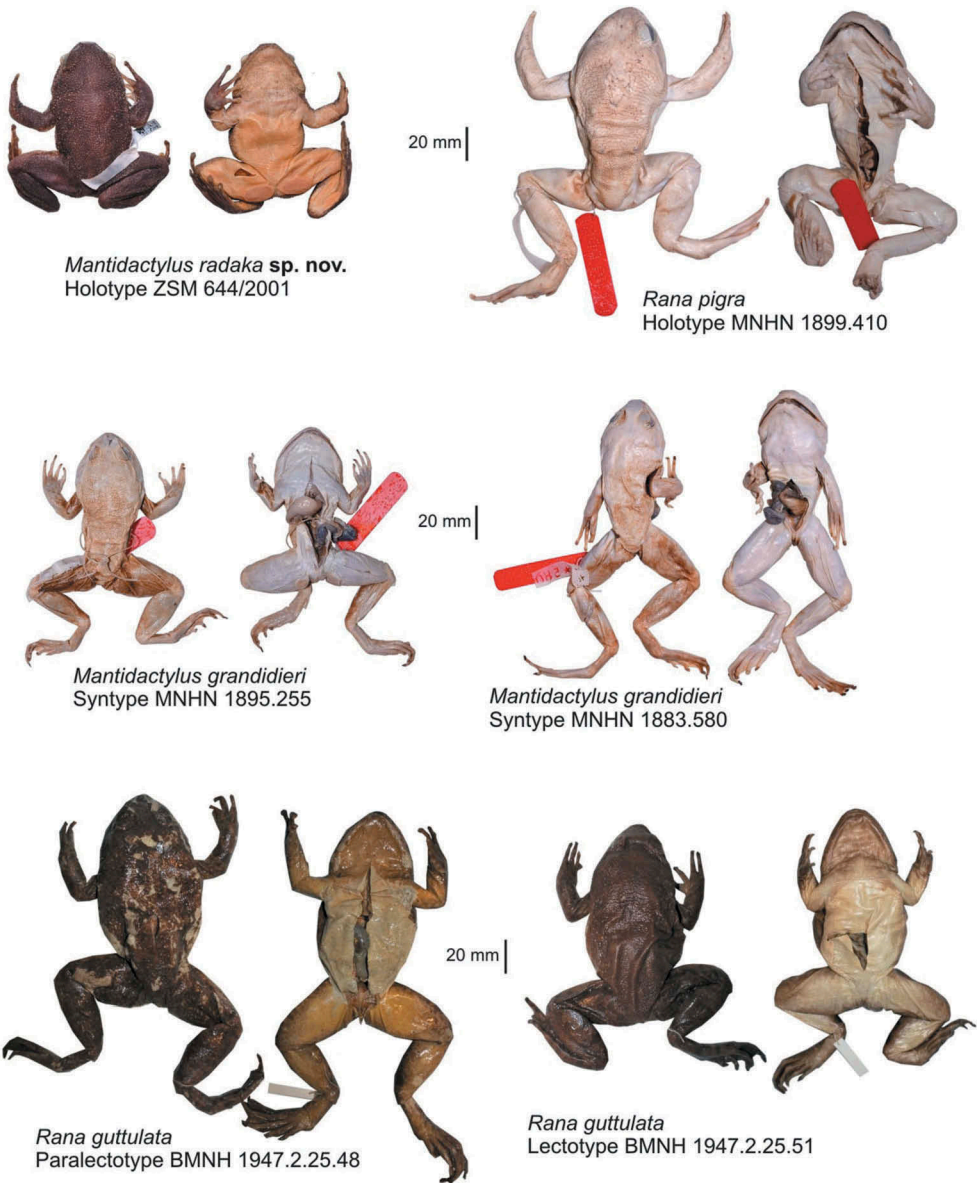 20 mm
Mantidactylus radaka sp. nov.
Holotype ZSM 644/2001
Rana pigra
Holotype MNHN 1899.410
20 mm
Mantidactylus grandidieri
Syntype MNHN 1895.255
Mantidactylus grandidieri
Syntype MNHN 1883.580
20 mm
Rana guttulata
Paralectotype BMNH 1947.2.25.48
Rana guttulata
Lectotype BMNH 1947.2.25.51